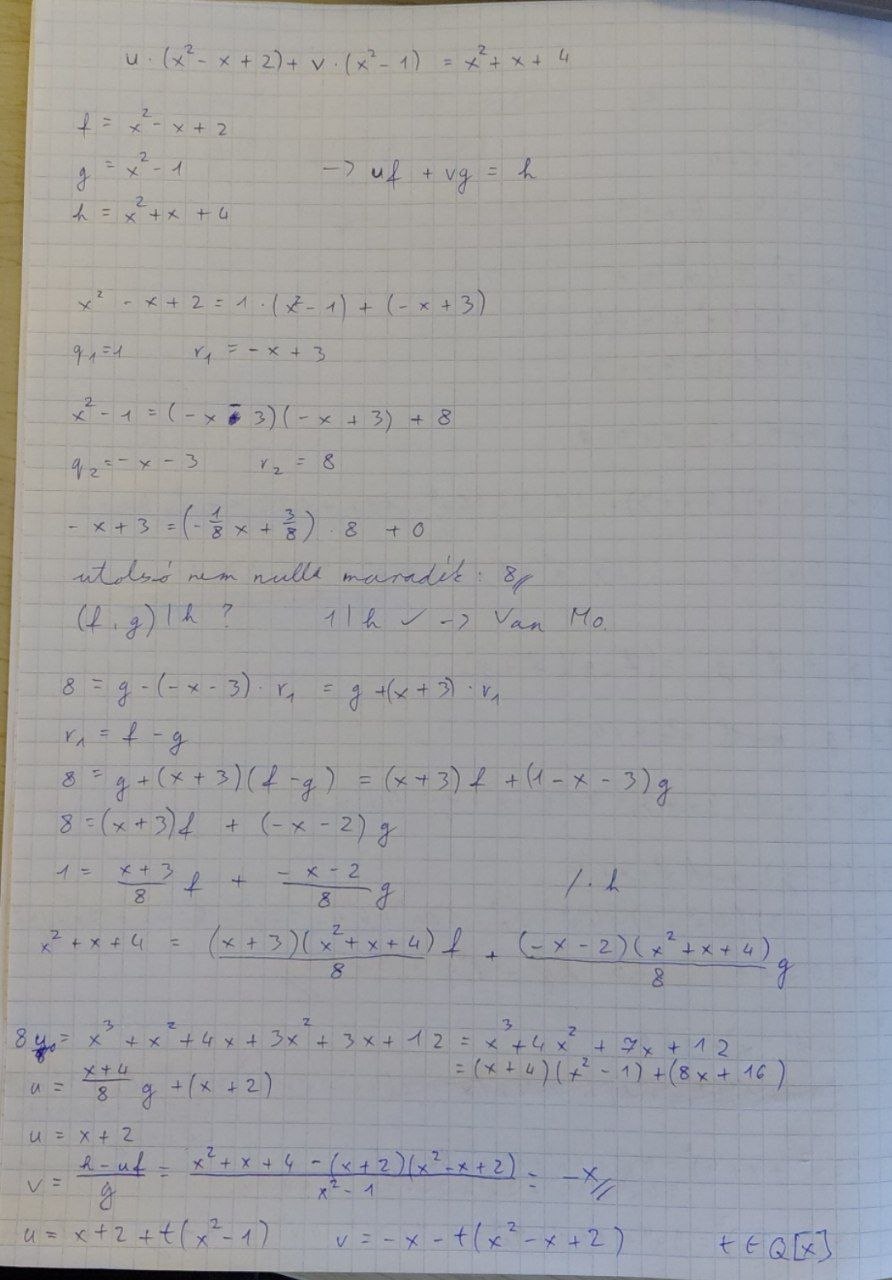 u · (x² - x + 2) + v · (x² - 1) = x² + x + 4
f = x² - x + 2
g = x² - 1 -> uf + vg = h
h = x² + x + 4
x² - x + 2 = 1 · (x² - 1) + (-x + 3)
q₁ = 1 r₁ = -x + 3
x² - 1 = (-x - 3)(-x + 3) + 8
q₂ = -x - 3 r₂ = 8
-x + 3 = (-1/8 x + 3/8) · 8 + 0
utolsó nem nulla maradék: 8//
(f, g) | h ? 1 | h ✓ -> Van Mo.
8 = g - (-x - 3) · r₁ = g + (x + 3) · r₁
r₁ = f - g
8 = g + (x + 3)(f - g) = (x + 3) f + (1 - x - 3) g
8 = (x + 3) f + (-x - 2) g
1 = (x + 3)/8 f + (-x - 2)/8 g /· h
x² + x + 4 = (x + 3)(x² + x + 4)/8 f + (-x - 2)(x² + x + 4)/8 g
8u₀ = x³ + x² + 4x + 3x² + 3x + 12 = x³ + 4x² + 7x + 12
= (x + 4)(x² - 1) + (8x + 16)
u = (x + 4)/8 g + (x + 2)
u = x + 2
v = (h - uf)/g = (x² + x + 4 - (x + 2)(x² - x + 2))/(x² - 1) = -x//
u = x + 2 + t(x² - 1) v = -x - t(x² - x + 2) t ∈ Q[x]